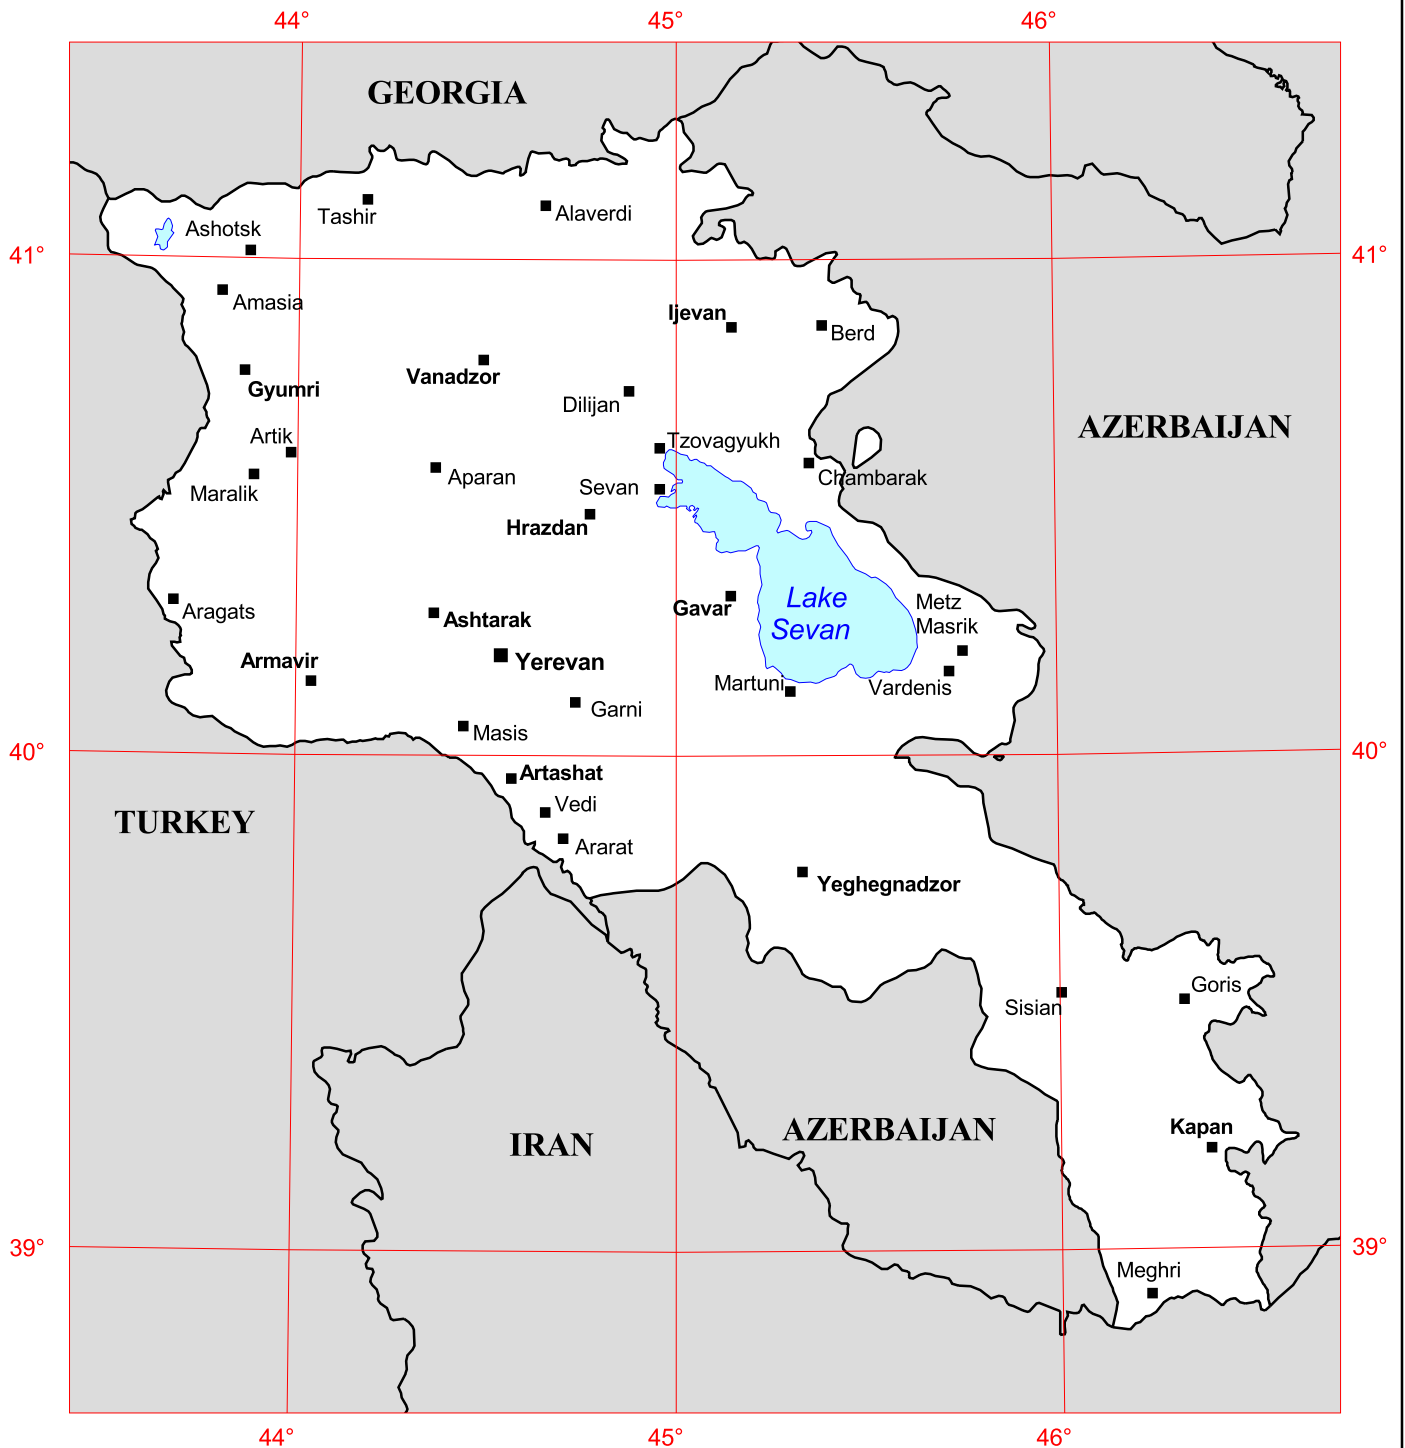 44°
45°
46°
GEORGIA
Tashir
Alaverdi
Ashotsk
41°
41°
Amasia
Ijevan
Berd
Vanadzor
Gyumri
Dilijan
AZERBAIJAN
Artik
Tzovagyukh
Aparan
Chambarak
Sevan
Maralik
Hrazdan
Lake
Sevan
Metz
Masrik
Gavar
Aragats
Ashtarak
Armavir
Yerevan
Martuni
Vardenis
Garni
Masis
40°
40°
Artashat
Vedi
TURKEY
Ararat
Yeghegnadzor
Goris
Sisian
Kapan
AZERBAIJAN
IRAN
39°
39°
Meghri
44°
45°
46°